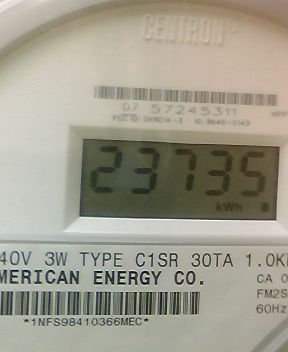 CENTRON
07 57245311
23735
kWh
40V 3W TYPE C1SR 30TA 1.0K
MERICAN ENERGY CO.
CA 0
FM2S
60Hz
*1NFS98410366MEC*